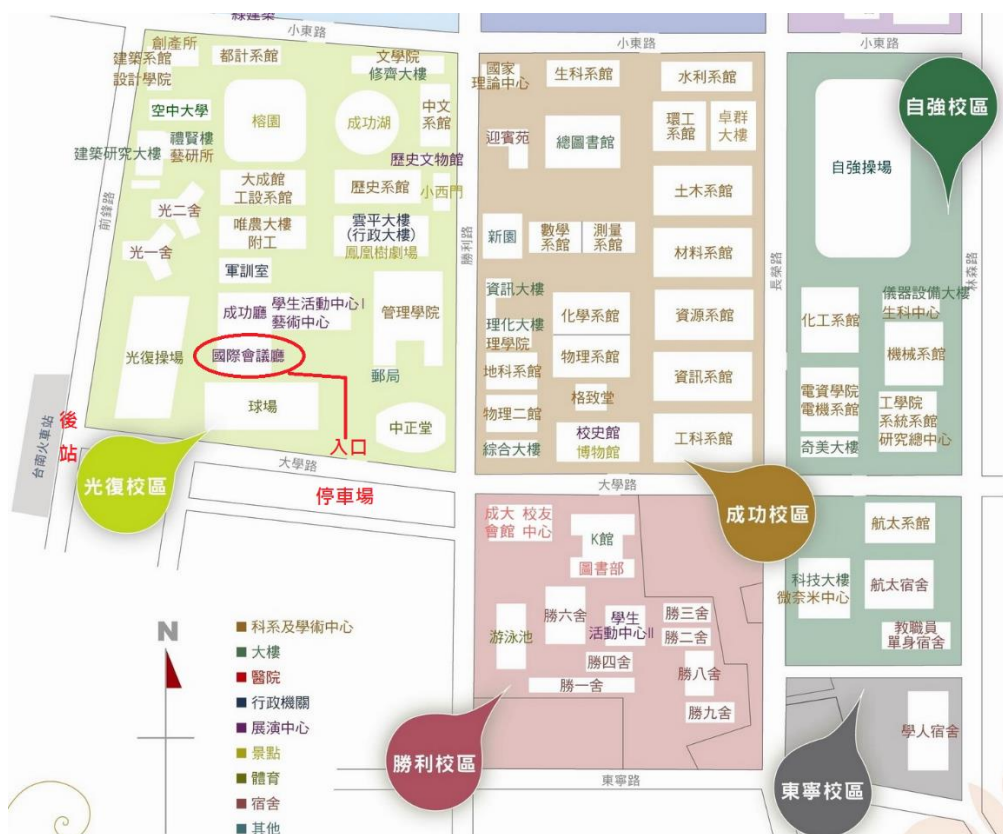 綠建築
小東路
小東路
小東路
創產所
建築系館
設計學院
都計系館
文學院
修齊大樓
空中大學
榕園
成功湖
中文
系館
禮賢樓
藝研所
建築研究大樓
歷史文物館
大成館
工設系館
歷史系館
小西門
光二舍
唯農大樓
附工
雲平大樓
(行政大樓)
鳳凰樹劇場
光一舍
軍訓室
成功廳
學生活動中心I
藝術中心
管理學院
光復操場
國際會議廳
郵局
球場
中正堂
入口
後
站
台南火車站
前鋒路
勝利路
大學路
停車場
光復校區
國家
理論中心
生科系館
水利系館
迎賓苑
總圖書館
環工
系館
卓群
大樓
土木系館
新園
數學
系館
測量
系館
材料系館
資訊大樓
理化大樓
理學院
化學系館
資源系館
地科系館
物理系館
資訊系館
物理二館
格致堂
綜合大樓
校史館
博物館
工科系館
大學路
成功校區
長榮路
林森路
自強校區
自強操場
儀器設備大樓
生科中心
化工系館
機械系館
電資學院
電機系館
工學院
系統系館
研究總中心
奇美大樓
成大
會館
校友
中心
K館
圖書部
勝六舍
游泳池
學生
活動中心II
勝三舍
勝二舍
勝四舍
勝八舍
勝一舍
勝九舍
勝利校區
東寧路
航太系館
科技大樓
微奈米中心
航太宿舍
教職員
單身宿舍
學人宿舍
東寧校區
N
科系及學術中心
大樓
醫院
行政機關
展演中心
景點
體育
宿舍
其他